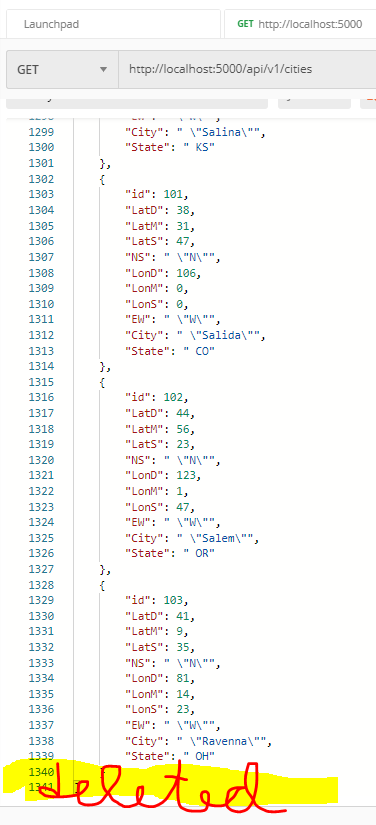 Launchpad
GET http://localhost:5000
GET
http://localhost:5000/api/v1/cities
1299 "City": " \"Salina\"",
1300 "State": " KS"
1301 },
1302 {
1303 "id": 101,
1304 "LatD": 38,
1305 "LatM": 31,
1306 "LatS": 47,
1307 "NS": " \"N\"",
1308 "LonD": 106,
1309 "LonM": 0,
1310 "LonS": 0,
1311 "EW": " \"W\"",
1312 "City": " \"Salida\"",
1313 "State": " CO"
1314 },
1315 {
1316 "id": 102,
1317 "LatD": 44,
1318 "LatM": 56,
1319 "LatS": 23,
1320 "NS": " \"N\"",
1321 "LonD": 123,
1322 "LonM": 1,
1323 "LonS": 47,
1324 "EW": " \"W\"",
1325 "City": " \"Salem\"",
1326 "State": " OR"
1327 },
1328 {
1329 "id": 103,
1330 "LatD": 41,
1331 "LatM": 9,
1332 "LatS": 35,
1333 "NS": " \"N\"",
1334 "LonD": 81,
1335 "LonM": 14,
1336 "LonS": 23,
1337 "EW": " \"W\"",
1338 "City": " \"Ravenna\"",
1339 "State": " OH"
1340 }
1341 ]
deleted